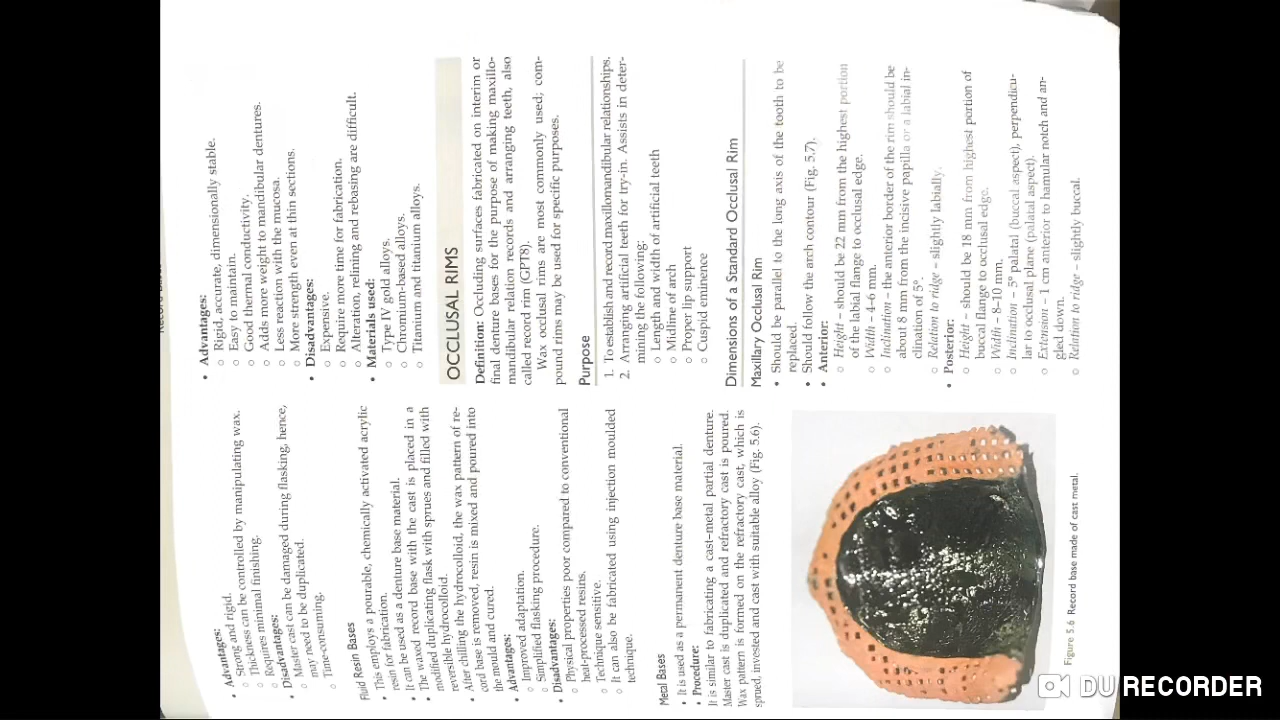 • Advantages:
○ Strong and rigid.
○ Thickness can be controlled by manipulating wax.
○ Requires minimal finishing.
• Disadvantages:
○ Master cast can be damaged during flasking, hence,
may need to be duplicated.
○ Time-consuming.
Fluid Resin Bases
• This employs a pourable, chemically activated acrylic
resin for fabrication.
• It can be used as a denture base material.
• The waxed record base with the cast is placed in a
modified duplicating flask with sprues and filled with
reversible hydrocolloid.
• After chilling the hydrocolloid, the wax pattern of re-
cord base is removed, resin is mixed and poured into
the mould and cured.
• Advantages:
○ Improved adaptation.
○ Simplified flasking procedure.
• Disadvantages:
○ Physical properties poor compared to conventional
heat-processed resins.
○ Technique sensitive.
○ It can also be fabricated using injection moulded
technique.
Metal Bases
• It is used as a permanent denture base material.
• Procedure:
It is similar to fabricating a cast-metal partial denture.
Master cast is duplicated and refractory cast is poured.
Wax pattern is formed on the refractory cast, which is
sprued, invested and cast with suitable alloy (Fig. 5.6).
Figure 5.6 Record base made of cast metal.
• Advantages:
○ Rigid, accurate, dimensionally stable.
○ Easy to maintain.
○ Good thermal conductivity.
○ Adds more weight to mandibular dentures.
○ Less reaction with the mucosa.
○ More strength even at thin sections.
• Disadvantages:
○ Expensive.
○ Require more time for fabrication.
○ Alteration, relining and rebasing are difficult.
• Materials used:
○ Type IV gold alloys.
○ Chromium-based alloys.
○ Titanium and titanium alloys.
OCCLUSAL RIMS
Definition: Occluding surfaces fabricated on interim or
final denture bases for the purpose of making maxillo-
mandibular relation records and arranging teeth, also
called record rim (GPT8).
Wax occlusal rims are most commonly used; com-
pound rims may be used for specific purposes.
Purpose
1. To establish and record maxillomandibular relationships.
2. Arranging artificial teeth for try-in. Assists in deter-
mining the following:
○ Length and width of artificial teeth
○ Midline of arch
○ Proper lip support
○ Cuspid eminence
Dimensions of a Standard Occlusal Rim
Maxillary Occlusal Rim
• Should be parallel to the long axis of the tooth to be
replaced.
• Should follow the arch contour (Fig. 5.7).
• Anterior:
○ Height – should be 22 mm from the highest portion
of the labial flange to occlusal edge.
○ Width – 4–6 mm.
○ Inclination – the anterior border of the rim should be
about 8 mm from the incisive papilla or a labial in-
clination of 5°.
○ Relation to ridge – slightly labially.
• Posterior:
○ Height – should be 18 mm from highest portion of
buccal flange to occlusal edge.
○ Width – 8–10 mm.
○ Inclination – 5° palatal (buccal aspect), perpendicu-
lar to occlusal plane (palatal aspect).
○ Extension – 1 cm anterior to hamular notch and an-
gled down.
○ Relation to ridge – slightly buccal.
DU RECORDER